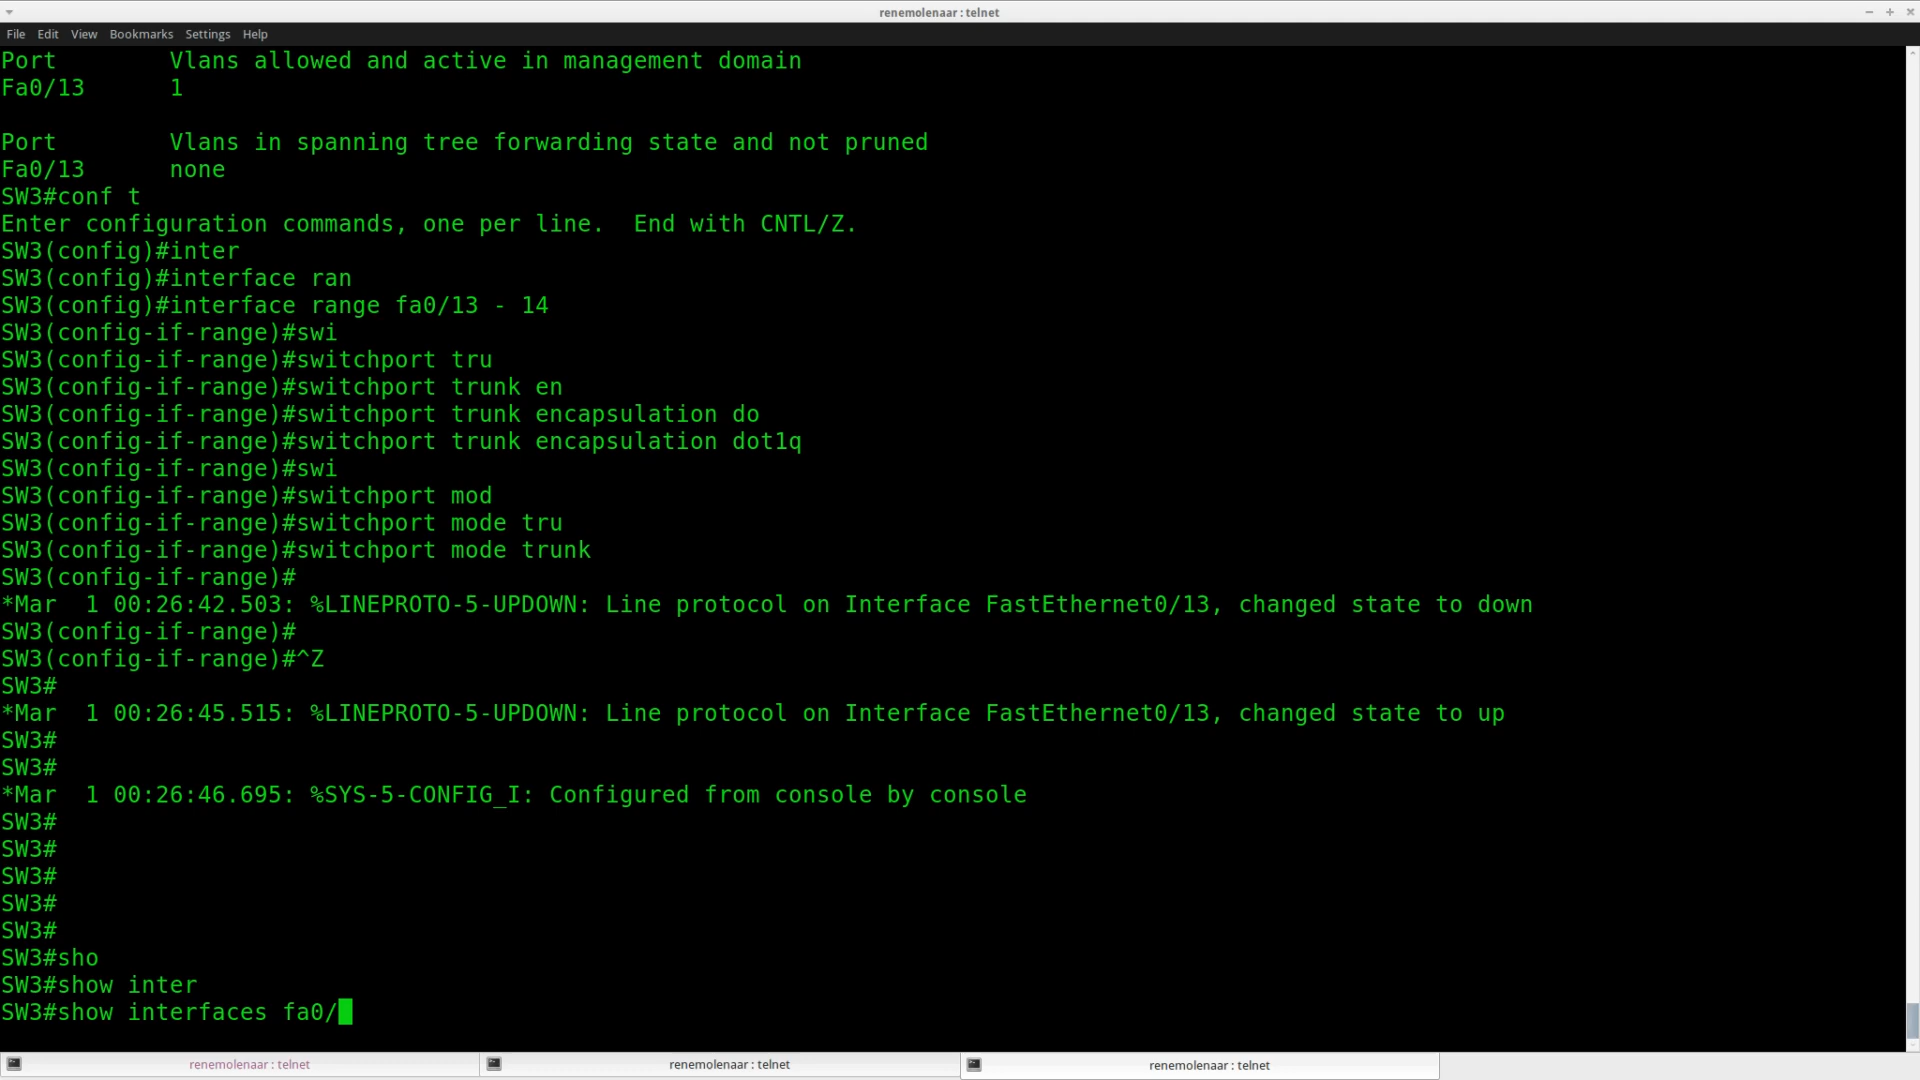 renemolenaar : telnet
File Edit View Bookmarks Settings Help
Port        Vlans allowed and active in management domain
Fa0/13      1
Port        Vlans in spanning tree forwarding state and not pruned
Fa0/13      none
SW3#conf t
Enter configuration commands, one per line.  End with CNTL/Z.
SW3(config)#inter
SW3(config)#interface ran
SW3(config)#interface range fa0/13 - 14
SW3(config-if-range)#swi
SW3(config-if-range)#switchport tru
SW3(config-if-range)#switchport trunk en
SW3(config-if-range)#switchport trunk encapsulation do
SW3(config-if-range)#switchport trunk encapsulation dot1q
SW3(config-if-range)#swi
SW3(config-if-range)#switchport mod
SW3(config-if-range)#switchport mode tru
SW3(config-if-range)#switchport mode trunk
SW3(config-if-range)#
*Mar  1 00:26:42.503: %LINEPROTO-5-UPDOWN: Line protocol on Interface FastEthernet0/13, changed state to down
SW3(config-if-range)#
SW3(config-if-range)#^Z
SW3#
*Mar  1 00:26:45.515: %LINEPROTO-5-UPDOWN: Line protocol on Interface FastEthernet0/13, changed state to up
SW3#
SW3#
*Mar  1 00:26:46.695: %SYS-5-CONFIG_I: Configured from console by console
SW3#
SW3#
SW3#
SW3#
SW3#
SW3#sho
SW3#show inter
SW3#show interfaces fa0/
renemolenaar : telnet renemolenaar : telnet renemolenaar : telnet